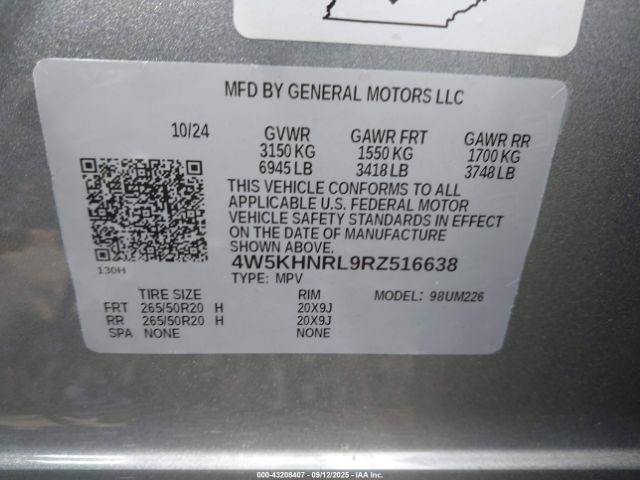 MFD BY GENERAL MOTORS LLC
10/24 GVWR GAWR FRT GAWR RR
3150 KG 1550 KG 1700 KG
6945 LB 3418 LB 3748 LB
THIS VEHICLE CONFORMS TO ALL
APPLICABLE U.S. FEDERAL MOTOR
VEHICLE SAFETY STANDARDS IN EFFECT
ON THE DATE OF MANUFACTURE
SHOWN ABOVE.
4W5KHNRL9RZ516638
130H
TYPE: MPV
TIRE SIZE RIM MODEL: 98UM226
FRT 265/50R20 H 20X9J
RR 265/50R20 H 20X9J
SPA NONE NONE
000-43208407 - 09/12/2025 - IAA Inc.